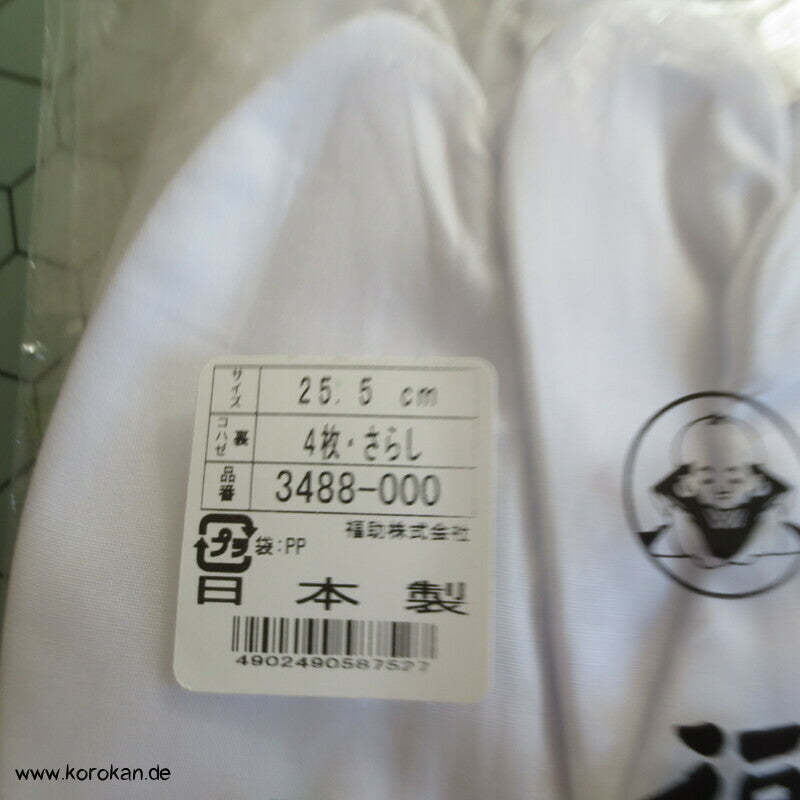 サイズ 25.5 cm
コハゼ 裏 4枚・さらし
品番 3488-000
福助株式会社
プラ 袋:PP
日本製
4902490587527
福
www.korokan.de